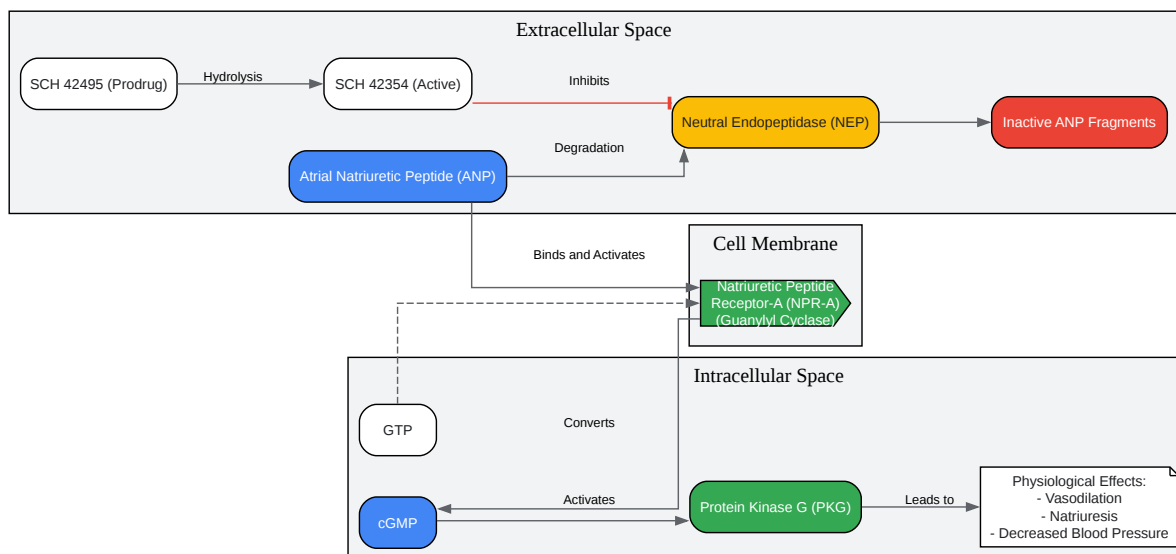 Extracellular Space
SCH 42495 (Prodrug)
Hydrolysis
SCH 42354 (Active)
Inhibits
Neutral Endopeptidase (NEP)
Inactive ANP Fragments
Degradation
Atrial Natriuretic Peptide (ANP)
Cell Membrane
Binds and Activates
Natriuretic Peptide
Receptor-A (NPR-A)
(Guanylyl Cyclase)
Intracellular Space
GTP
Converts
cGMP
Activates
Protein Kinase G (PKG)
Leads to
Physiological Effects:
- Vasodilation
- Natriuresis
- Decreased Blood Pressure